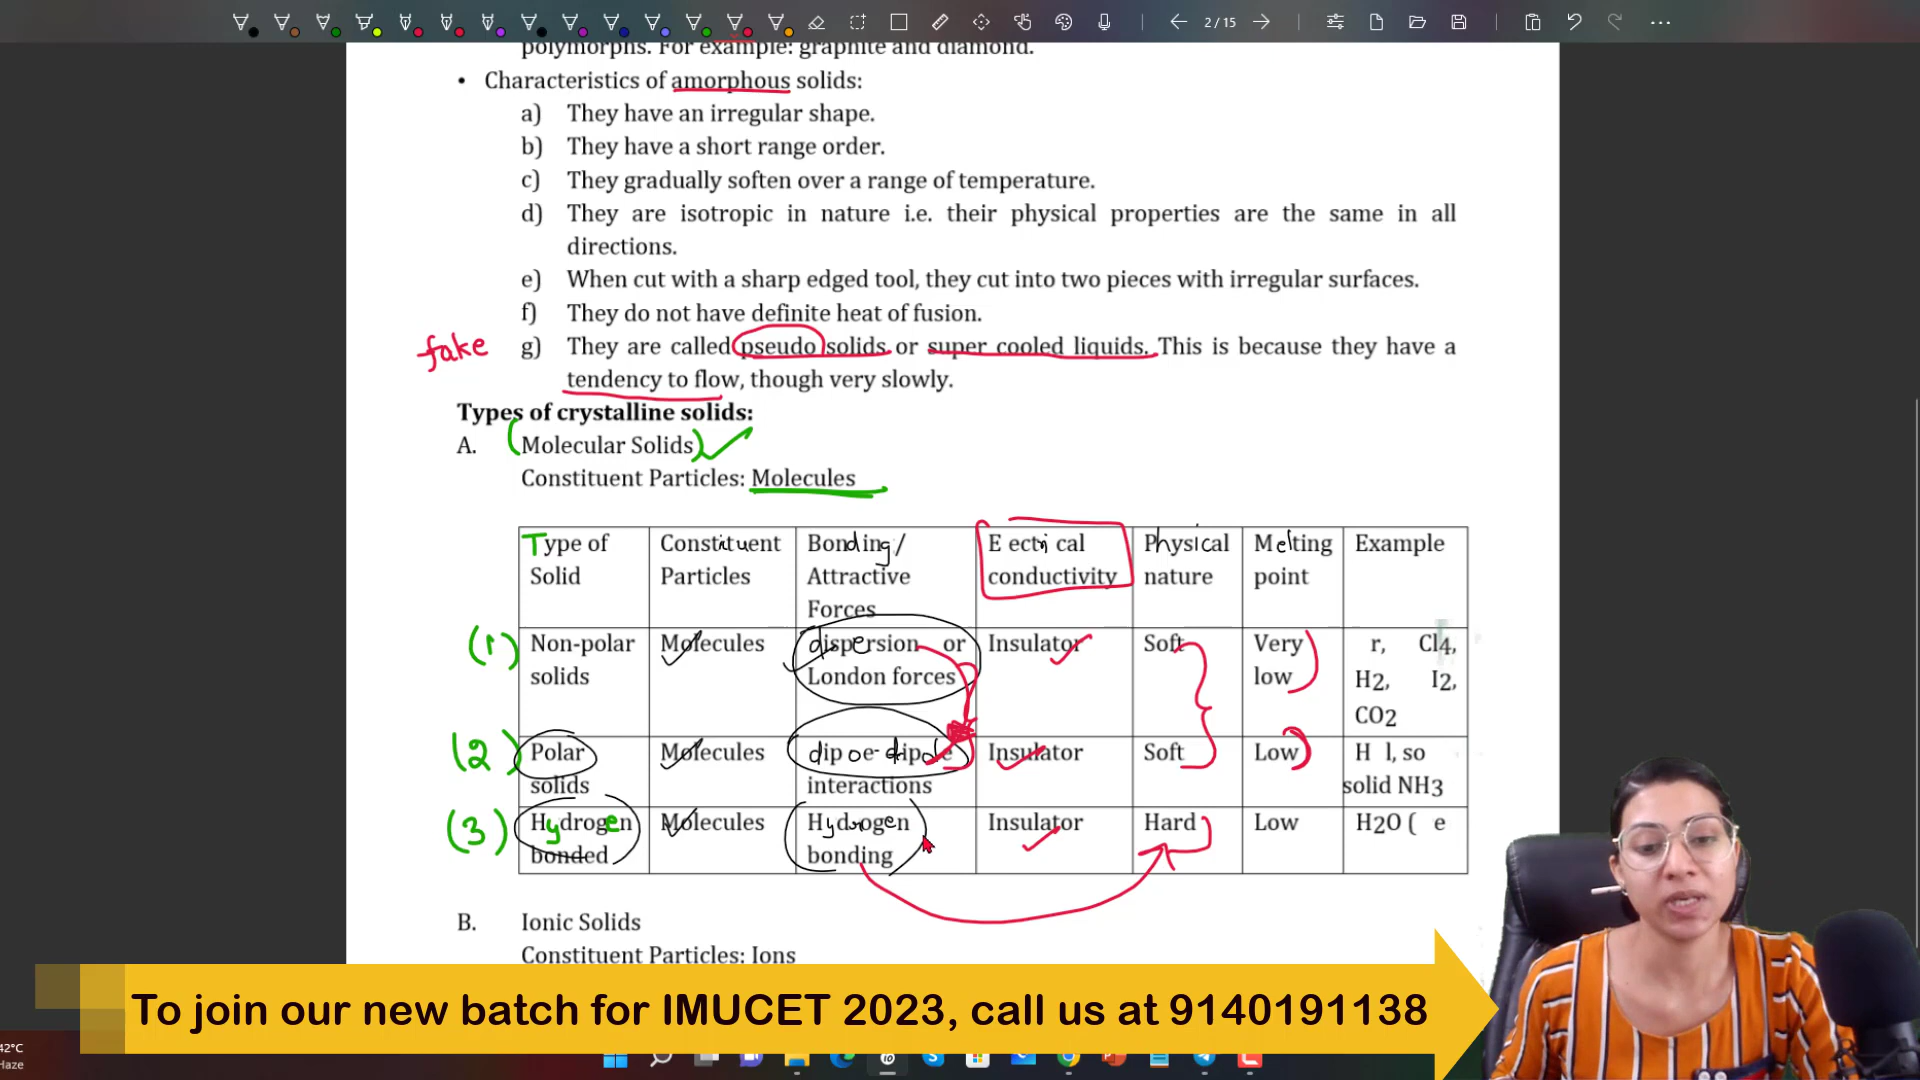 2 / 15
polymorphs. For example: graphite and diamond.
• Characteristics of amorphous solids:
a) They have an irregular shape.
b) They have a short range order.
c) They gradually soften over a range of temperature.
d) They are isotropic in nature i.e. their physical properties are the same in all
directions.
e) When cut with a sharp edged tool, they cut into two pieces with irregular surfaces.
f) They do not have definite heat of fusion.
fake g) They are called pseudo solids or super cooled liquids. This is because they have a
tendency to flow, though very slowly.
Types of crystalline solids:
A. (Molecular Solids)
Constituent Particles: Molecules
Type of Constituent Bonding/ E ectri cal Physical Melting Example
Solid Particles Attractive conductivity nature point
Forces
(1) Non-polar Molecules dispersion or Insulator Soft Very r, Cl4,
solids London forces low H2, I2,
CO2
(2) Polar Molecules dip oe-dipole Insulator Soft Low H l, so
solids interactions solid NH3
(3) Hydrogen Molecules Hydrogen Insulator Hard Low H2O ( e
bonded bonding
B. Ionic Solids
Constituent Particles: Ions
To join our new batch for IMUCET 2023, call us at 9140191138
42°C
Haze